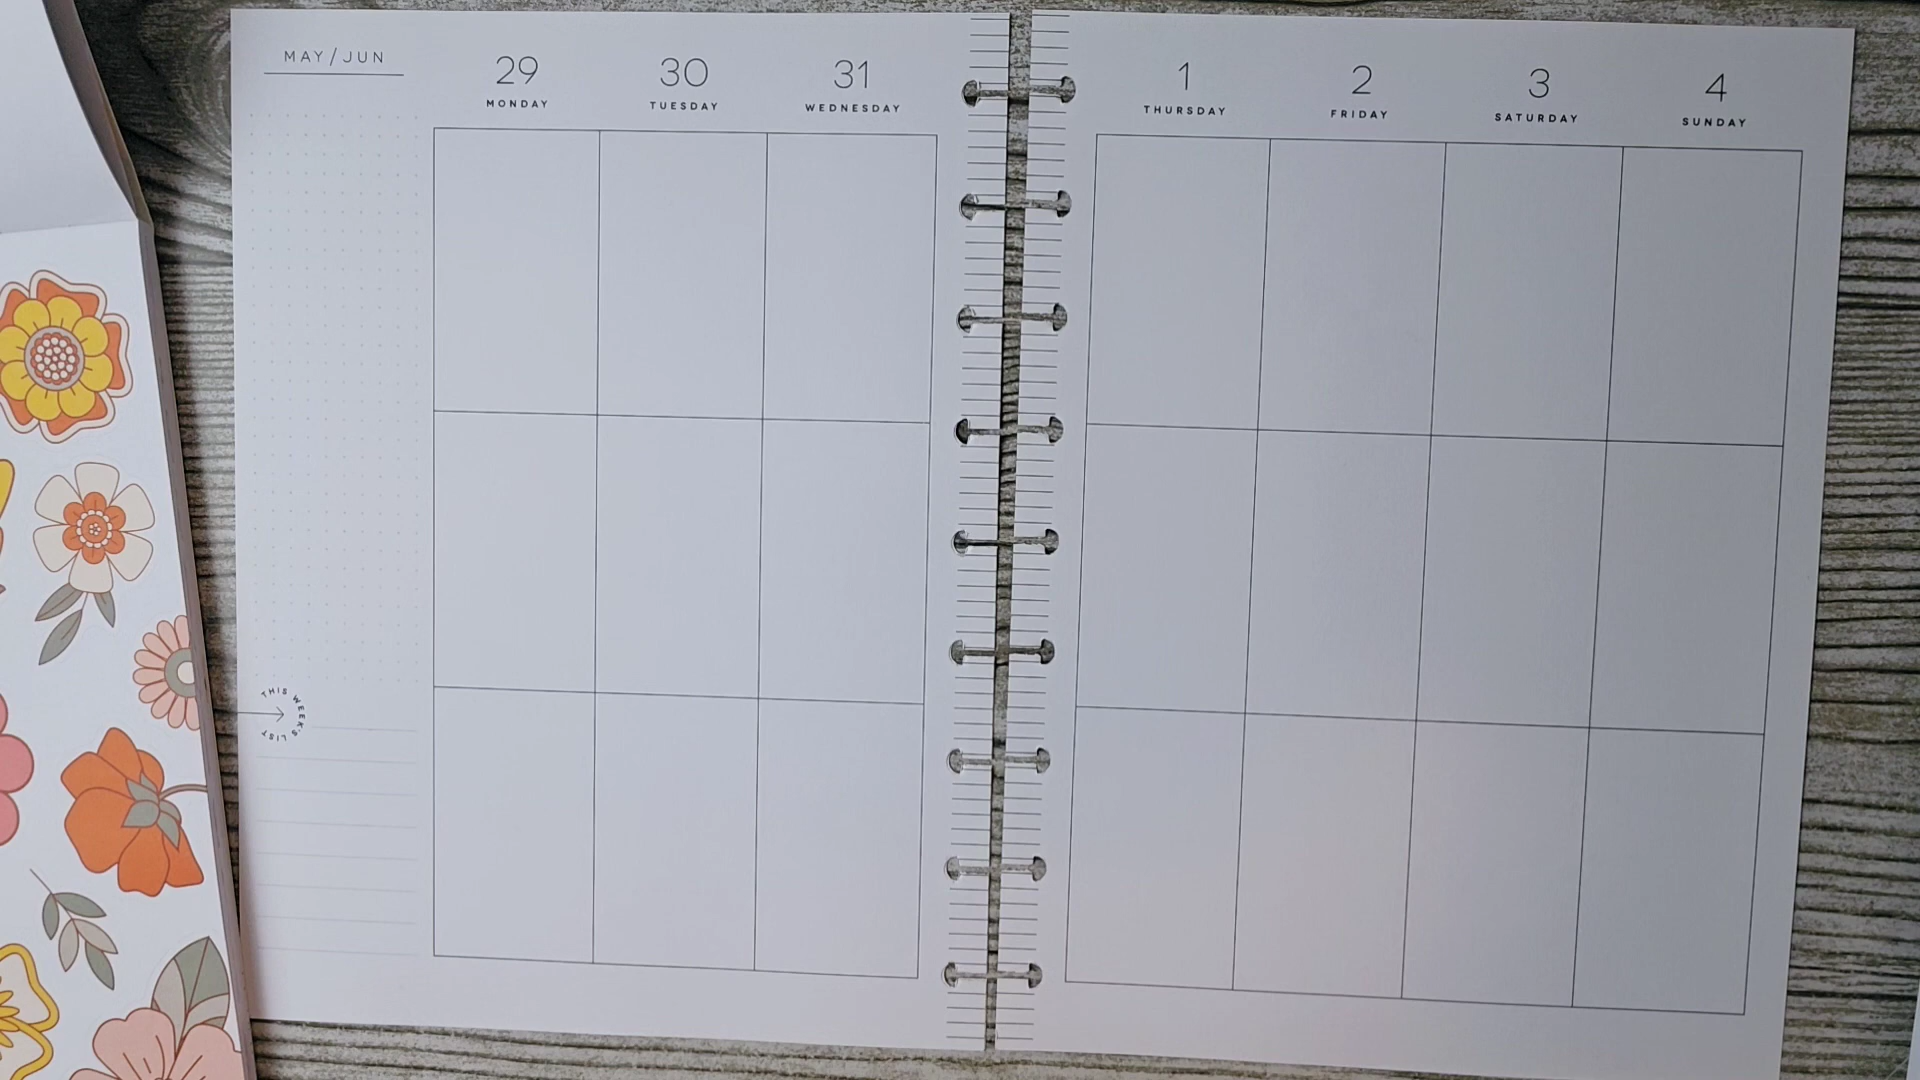 MAY/JUN
29
MONDAY
30
TUESDAY
31
WEDNESDAY
1
THURSDAY
2
FRIDAY
3
SATURDAY
4
SUNDAY
THIS WEEK'S LIST